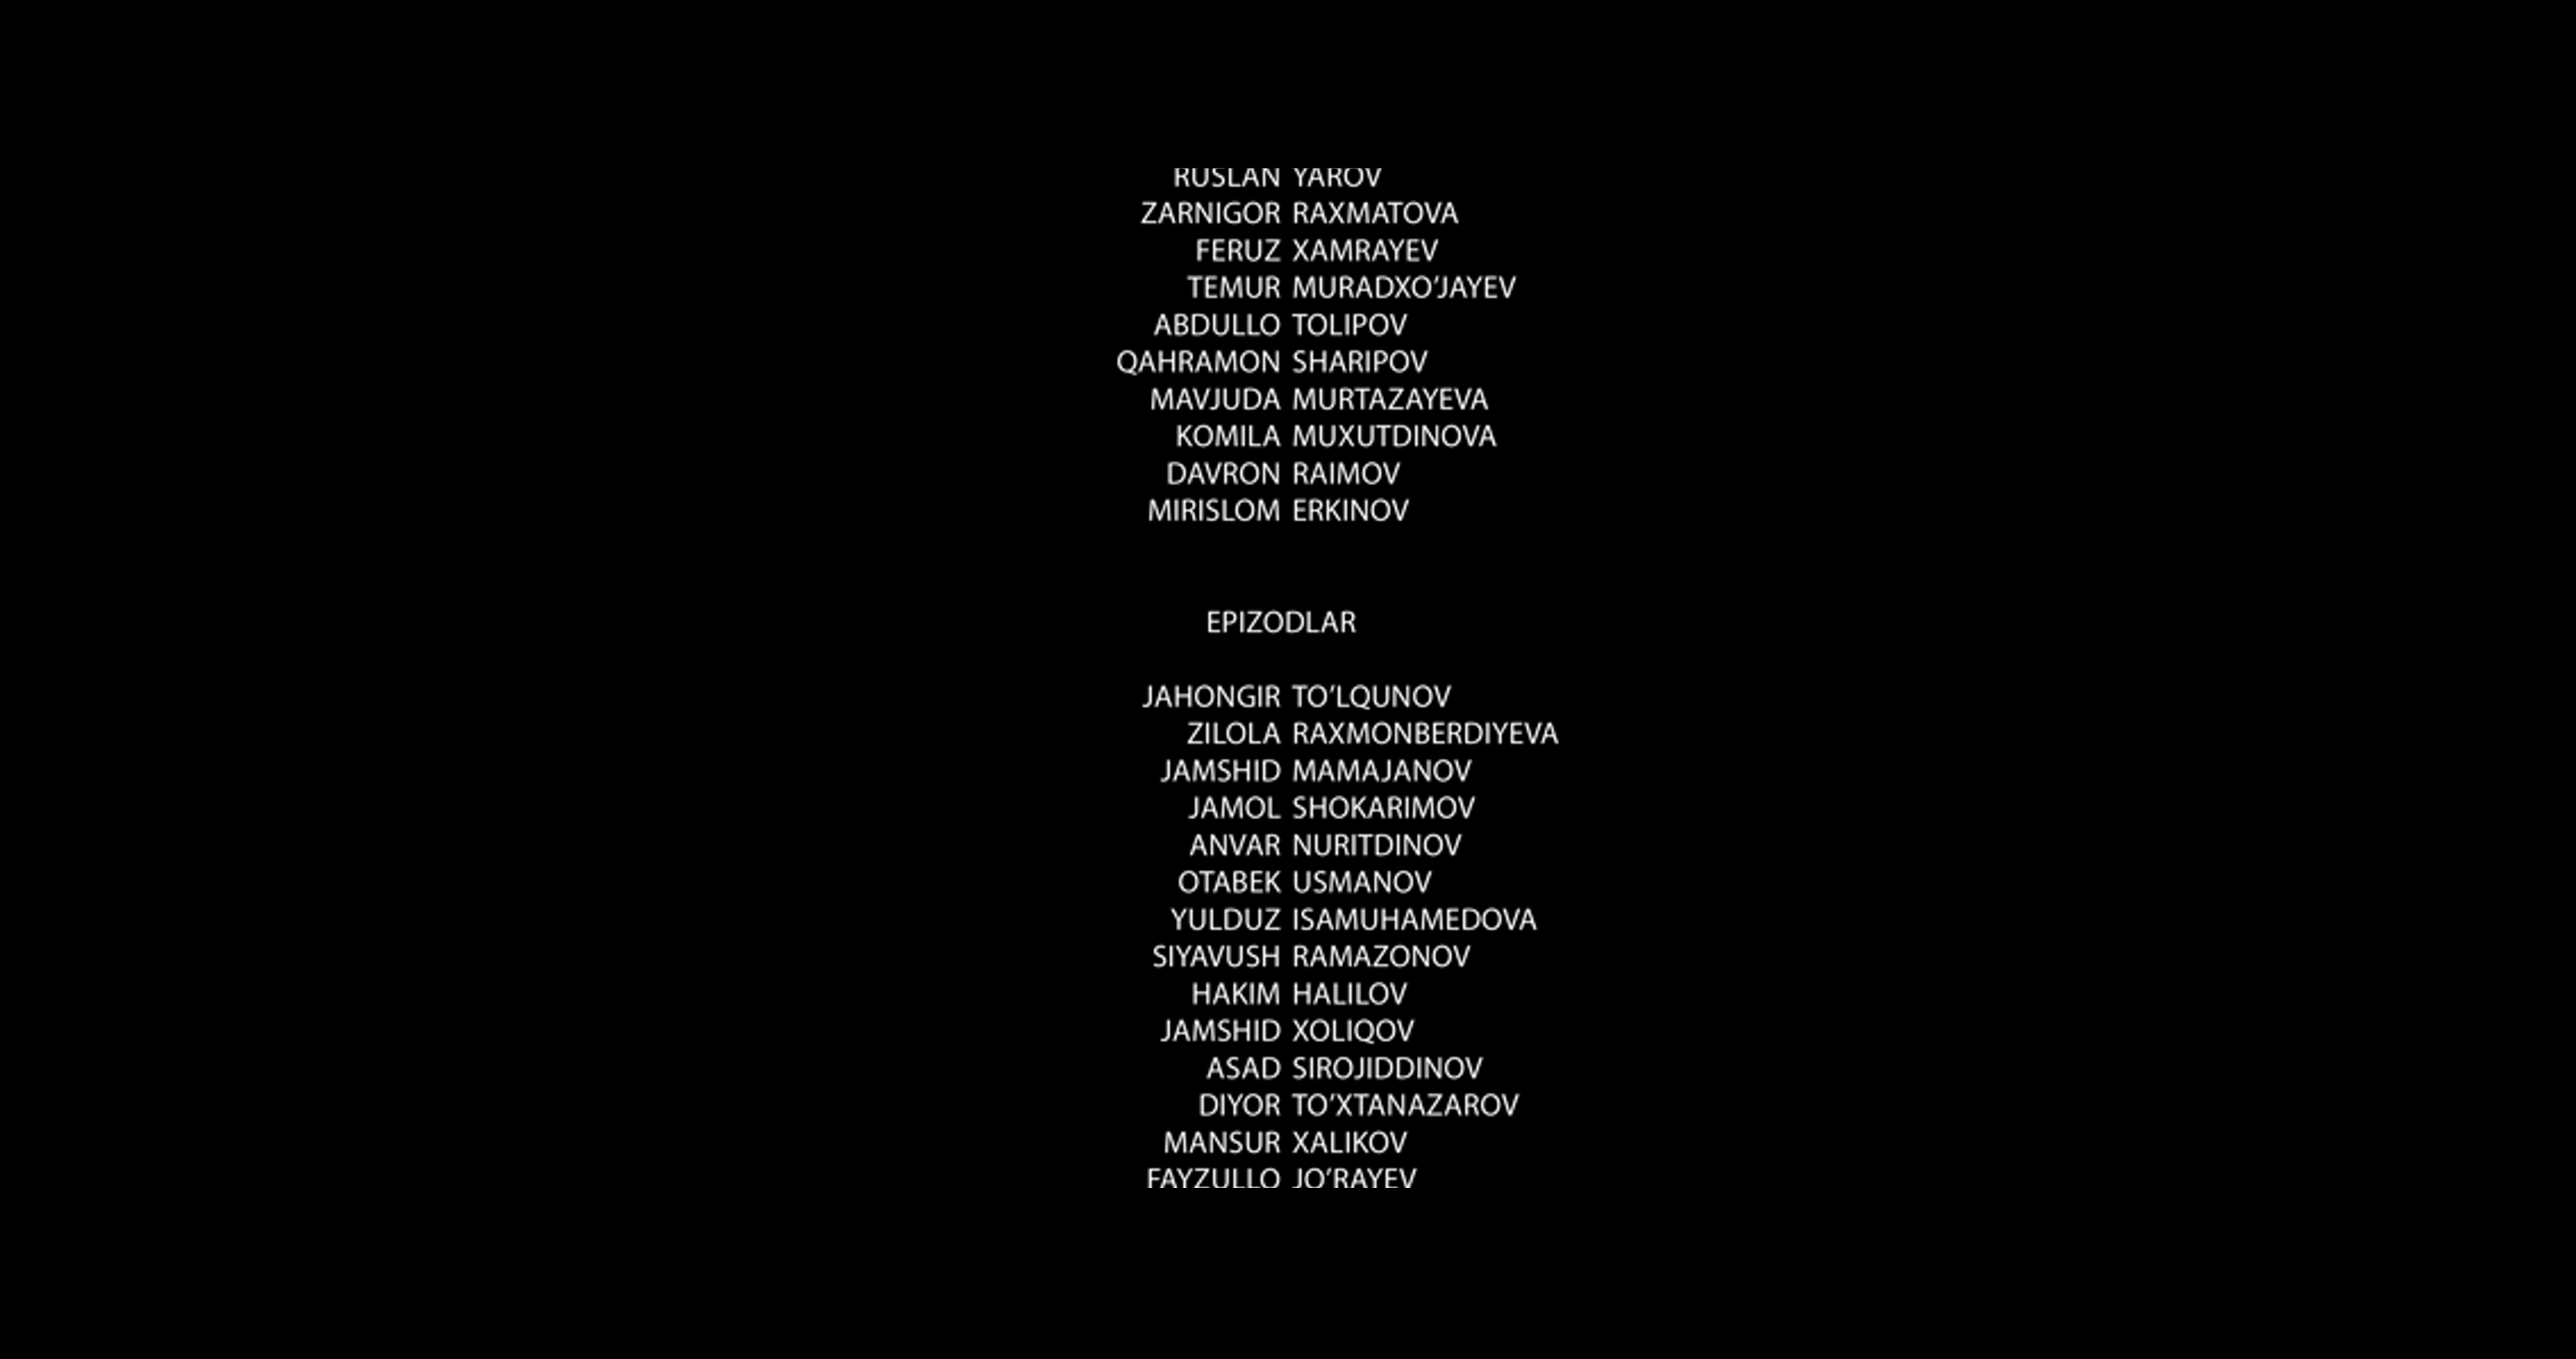 RUSLAN YAROV
ZARNIGOR RAXMATOVA
FERUZ XAMRAYEV
TEMUR MURADXO’JAYEV
ABDULLO TOLIPOV
QAHRAMON SHARIPOV
MAVJUDA MURTAZAYEVA
KOMILA MUXUTDINOVA
DAVRON RAIMOV
MIRISLOM ERKINOV
EPIZODLAR
JAHONGIR TO’LQUNOV
ZILOLA RAXMONBERDIYEVA
JAMSHID MAMAJANOV
JAMOL SHOKARIMOV
ANVAR NURITDINOV
OTABEK USMANOV
YULDUZ ISAMUHAMEDOVA
SIYAVUSH RAMAZONOV
HAKIM HALILOV
JAMSHID XOLIQOV
ASAD SIROJIDDINOV
DIYOR TO’XTANAZAROV
MANSUR XALIKOV
FAYZULLO JO’RAYEV